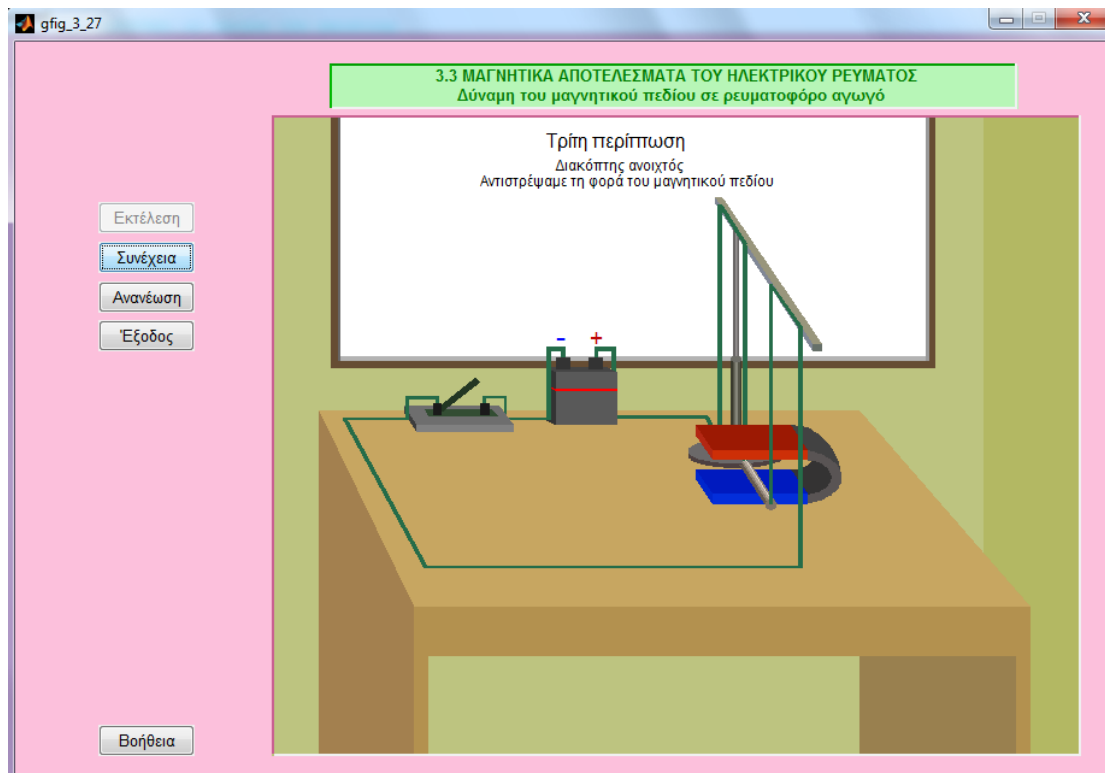 gfig_3_27
3.3 ΜΑΓΝΗΤΙΚΑ ΑΠΟΤΕΛΕΣΜΑΤΑ ΤΟΥ ΗΛΕΚΤΡΙΚΟΥ ΡΕΥΜΑΤΟΣ
Δύναμη του μαγνητικού πεδίου σε ρευματοφόρο αγωγό
Τρίτη περίπτωση
Διακόπτης ανοιχτός
Αντιστρέψαμε τη φορά του μαγνητικού πεδίου
Εκτέλεση
Συνέχεια
Ανανέωση
Έξοδος
- +
Βοήθεια